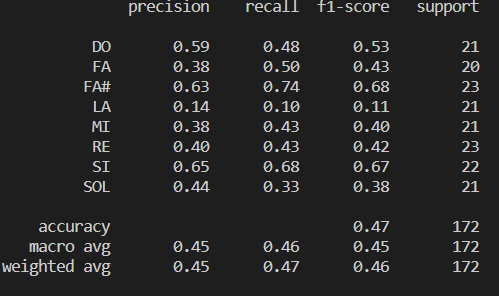 precision recall f1-score support
DO 0.59 0.48 0.53 21
FA 0.38 0.50 0.43 20
FA# 0.63 0.74 0.68 23
LA 0.14 0.10 0.11 21
MI 0.38 0.43 0.40 21
RE 0.40 0.43 0.42 23
SI 0.65 0.68 0.67 22
SOL 0.44 0.33 0.38 21
accuracy 0.47 172
macro avg 0.45 0.46 0.45 172
weighted avg 0.45 0.47 0.46 172